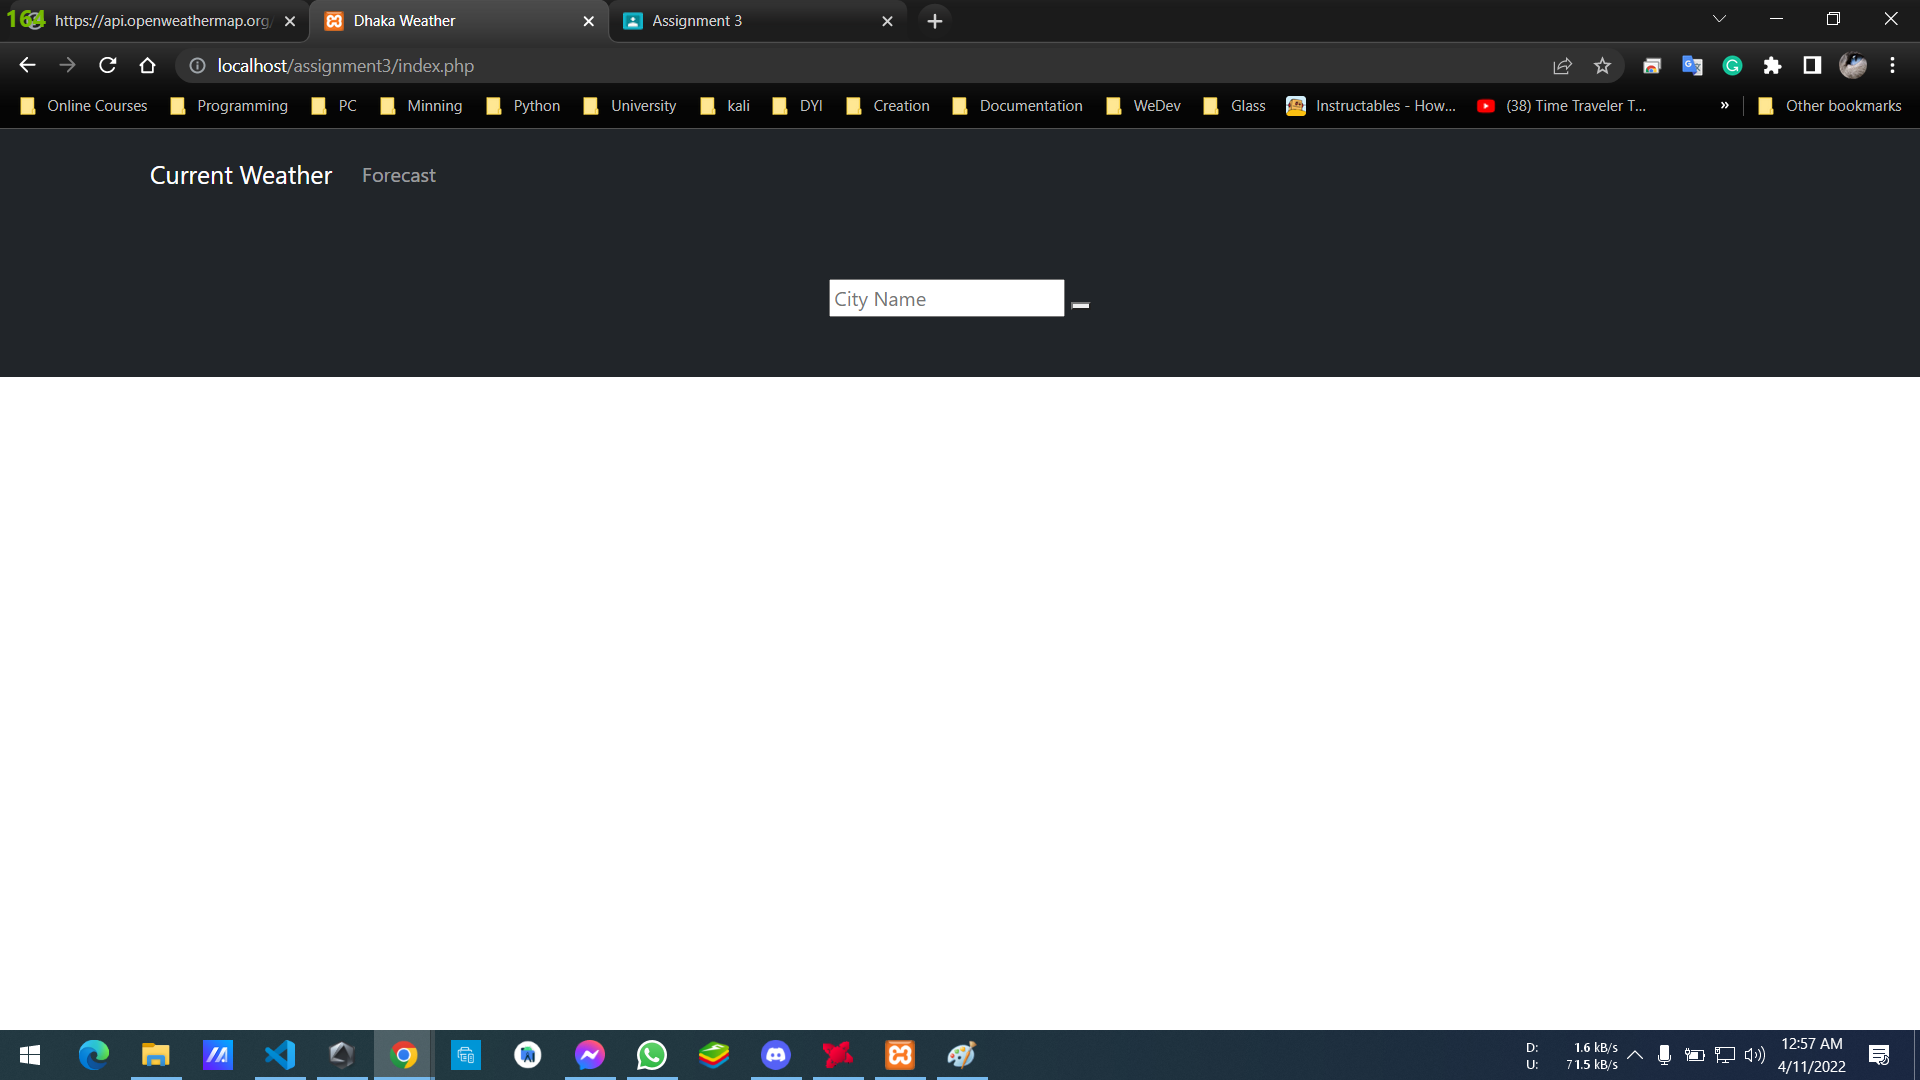 164
https://api.openweathermap.org/
Dhaka Weather
Assignment 3
localhost/assignment3/index.php
Online Courses
Programming
PC
Minning
Python
University
kali
DYI
Creation
Documentation
WeDev
Glass
Instructables - How...
(38) Time Traveler T...
»
Other bookmarks
Current Weather
Forecast
City Name
D: 1.6 kB/s
U: 71.5 kB/s
12:57 AM
4/11/2022